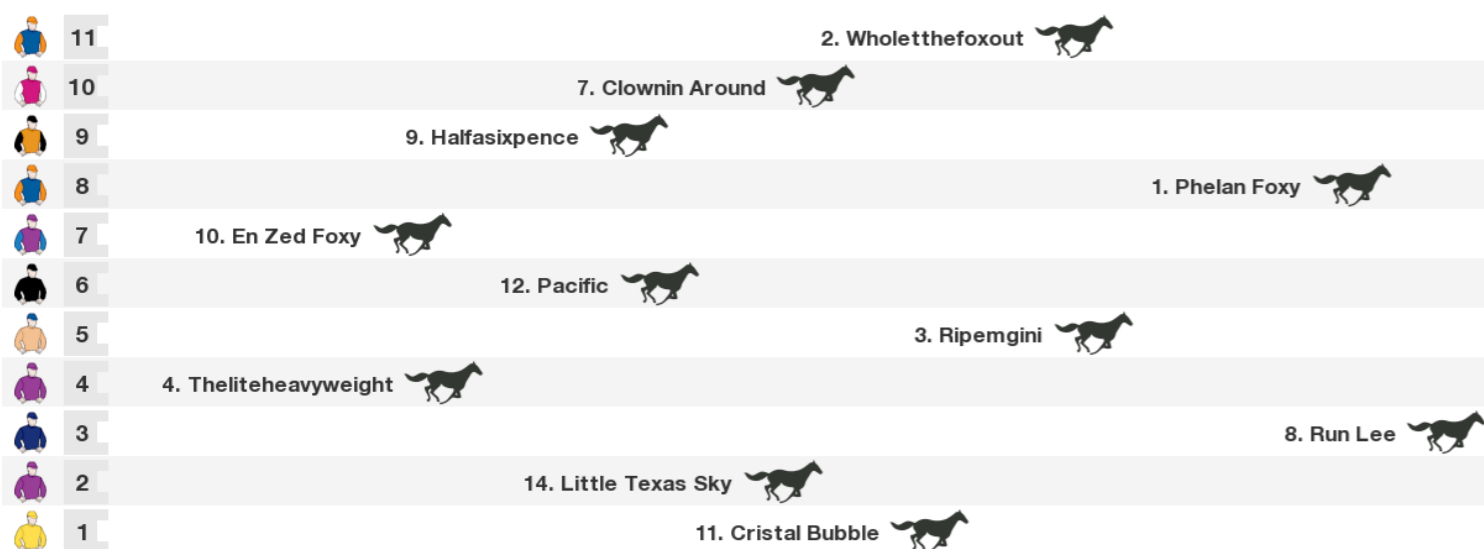 11 2. Wholetthefoxout
10 7. Clownin Around
9 9. Halfasixpence
8 1. Phelan Foxy
7 10. En Zed Foxy
6 12. Pacific
5 3. Ripemgini
4 4. Theliteheavyweight
3 8. Run Lee
2 14. Little Texas Sky
1 11. Cristal Bubble